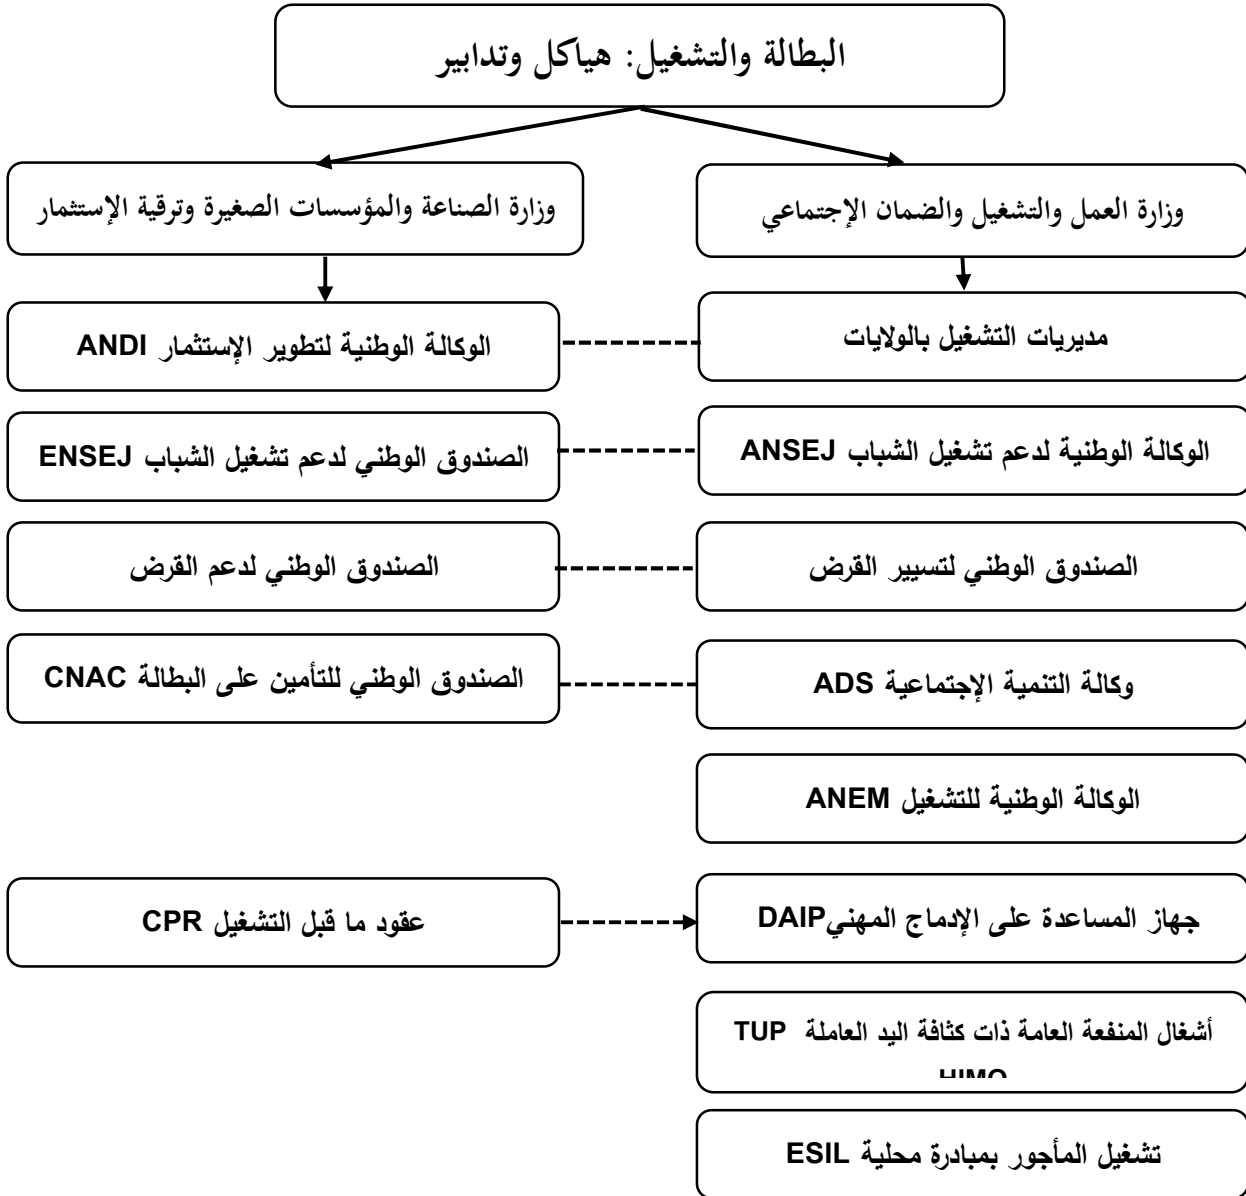 البطالة والتشغيل: هياكل وتدابير
وزارة العمل والتشغيل والضمان الإجتماعي
وزارة الصناعة والمؤسسات الصغيرة وترقية الإستثمار
مديريات التشغيل بالولايات
الوكالة الوطنية لتطوير الإستثمار ANDI
الوكالة الوطنية لدعم تشغيل الشباب ANSEJ
الصندوق الوطني لدعم تشغيل الشباب ENSEJ
الصندوق الوطني لتسيير القرض
الصندوق الوطني لدعم القرض
وكالة التنمية الإجتماعية ADS
الصندوق الوطني للتأمين على البطالة CNAC
الوكالة الوطنية للتشغيل ANEM
جهاز المساعدة على الإدماج المهنيDAIP
عقود ما قبل التشغيل CPR
أشغال المنفعة العامة ذات كثافة اليد العاملة TUP
HIMO
تشغيل المأجور بمبادرة محلية ESIL